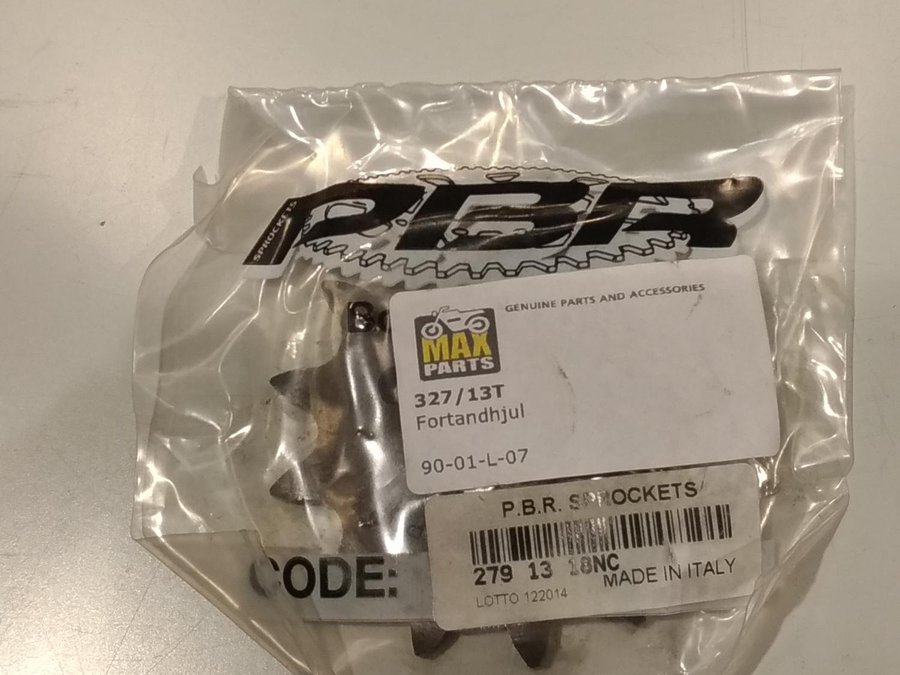 SPROCKETS
PBR
GENUINE PARTS AND ACCESSORIES
MAX
PARTS
327/13T
Fortandhjul
90-01-L-07
P.B.R. SPROCKETS
279 13 18NC
MADE IN ITALY
LOTTO 122014
CODE: